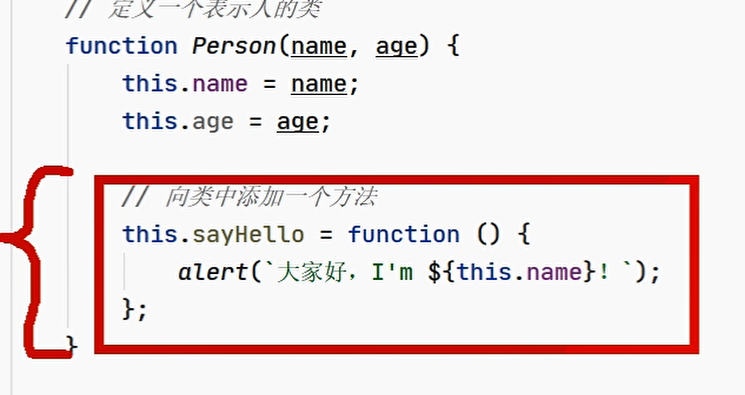 // 定义一个表示人的类
function Person(name, age) {
this.name = name;
this.age = age;
// 向类中添加一个方法
this.sayHello = function () {
alert(`大家好，I'm ${this.name}！`);
};
}